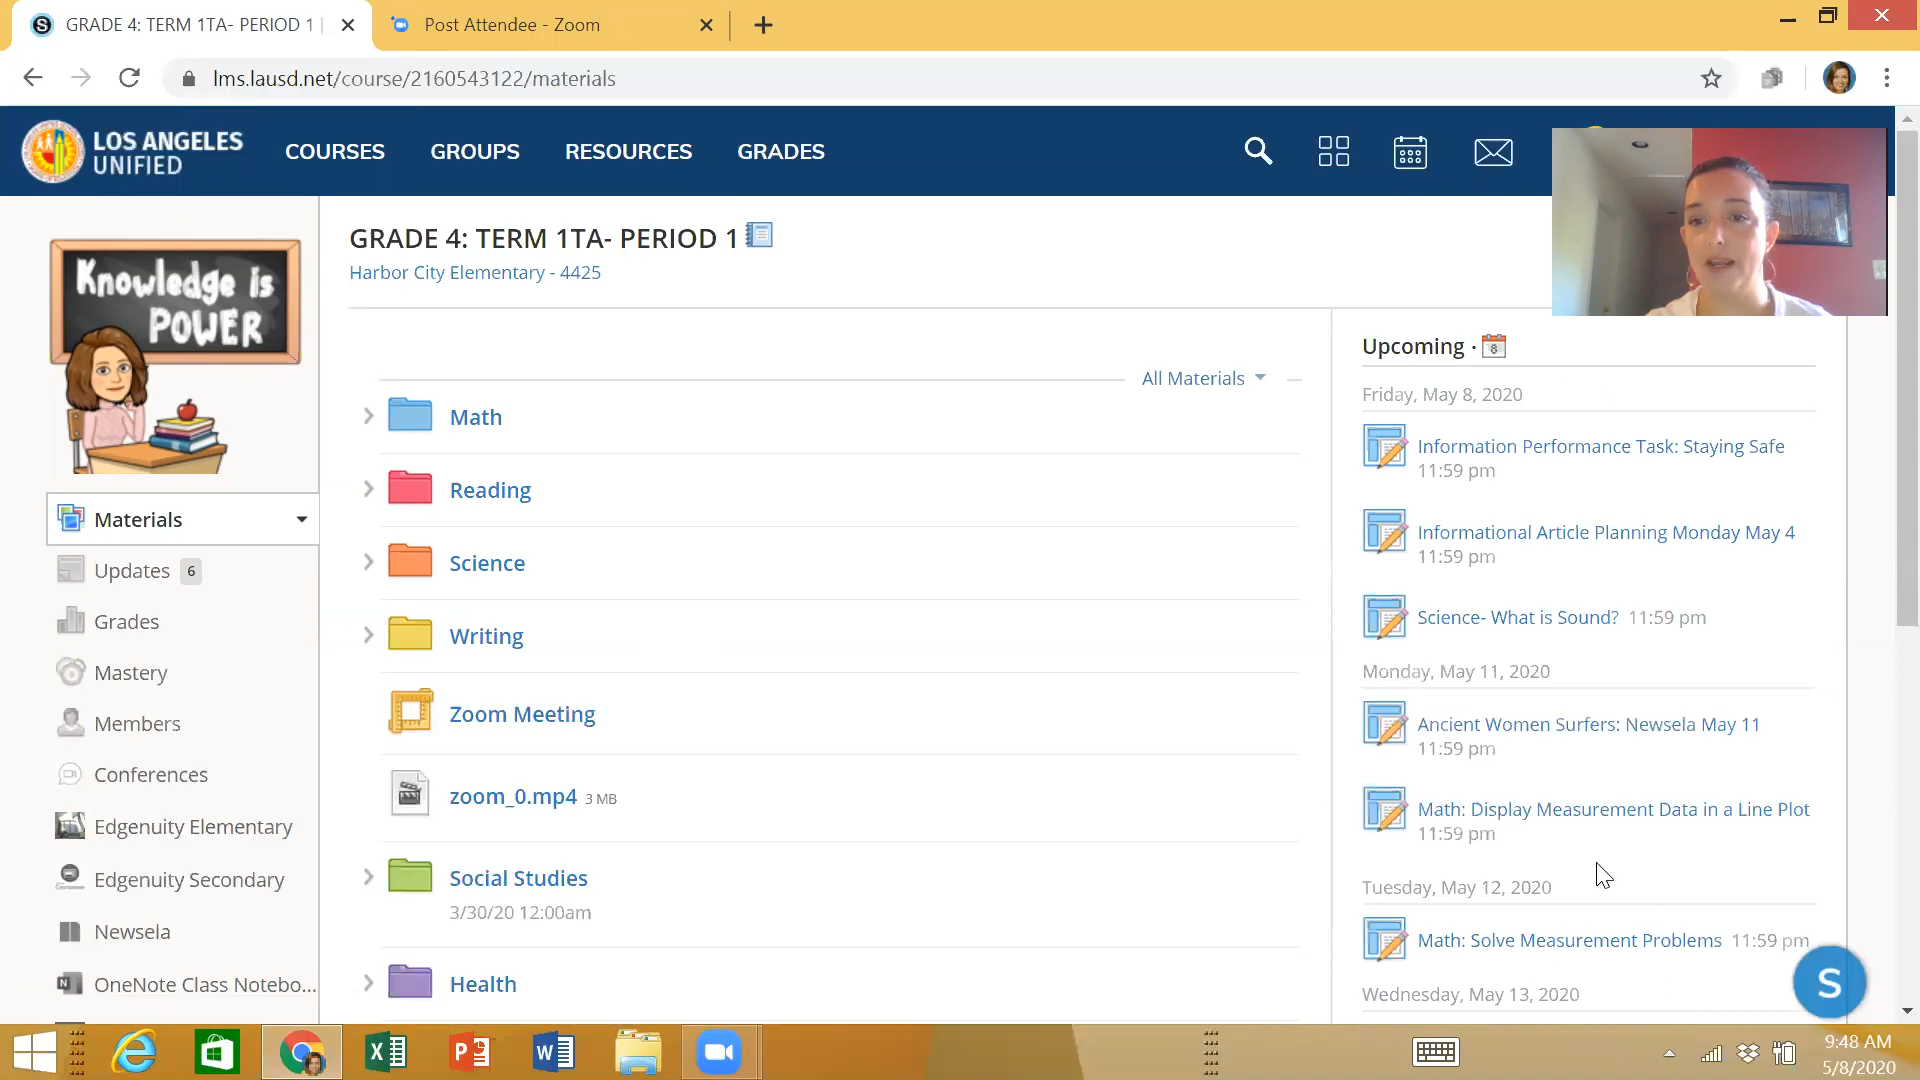 GRADE 4: TERM 1TA- PERIOD 1
Post Attendee - Zoom
lms.lausd.net/course/2160543122/materials
LOS ANGELES
UNIFIED
COURSES
GROUPS
RESOURCES
GRADES
GRADE 4: TERM 1TA- PERIOD 1
Harbor City Elementary - 4425
Knowledge is
POWER
Materials
Updates 6
Grades
Mastery
Members
Conferences
Edgenuity Elementary
Edgenuity Secondary
Newsela
OneNote Class Notebo...
All Materials
Math
Reading
Science
Writing
Zoom Meeting
zoom_0.mp4 3 MB
Social Studies
3/30/20 12:00am
Health
Upcoming · 8
Friday, May 8, 2020
Information Performance Task: Staying Safe
11:59 pm
Informational Article Planning Monday May 4
11:59 pm
Science- What is Sound? 11:59 pm
Monday, May 11, 2020
Ancient Women Surfers: Newsela May 11
11:59 pm
Math: Display Measurement Data in a Line Plot
11:59 pm
Tuesday, May 12, 2020
Math: Solve Measurement Problems 11:59 pm
Wednesday, May 13, 2020
S
9:48 AM
5/8/2020